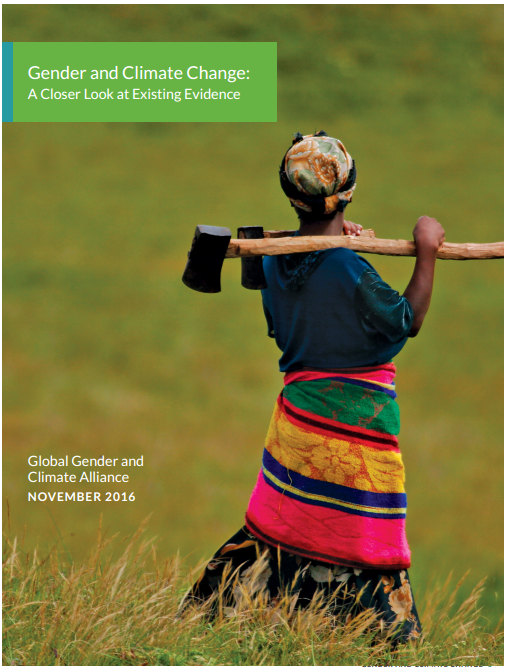 Gender and Climate Change:
A Closer Look at Existing Evidence
Global Gender and
Climate Alliance
NOVEMBER 2016